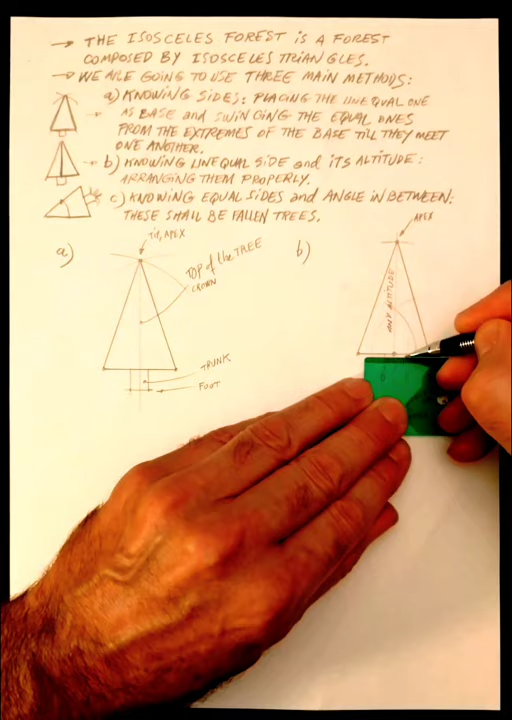 → THE ISOSCELES FOREST IS A FOREST
COMPOSED BY ISOSCELES TRIANGLES.
→ WE ARE GOING TO USE THREE MAIN METHODS:
a) KNOWING SIDES: PLACING THE UNEQUAL ONE
AS BASE and SWINGING THE EQUAL ONES
FROM THE EXTREMES OF THE BASE TILL THEY MEET
ONE ANOTHER.
b) KNOWING UNEQUAL SIDE and ITS ALTITUDE:
ARRANGING THEM PROPERLY.
c) KNOWING EQUAL SIDES and ANGLE IN BETWEEN:
THESE SHALL BE FALLEN TREES.
a)
TIP, APEX
TOP of the TREE
CROWN
TRUNK
FOOT
b)
APEX
ANY ALTITUDE